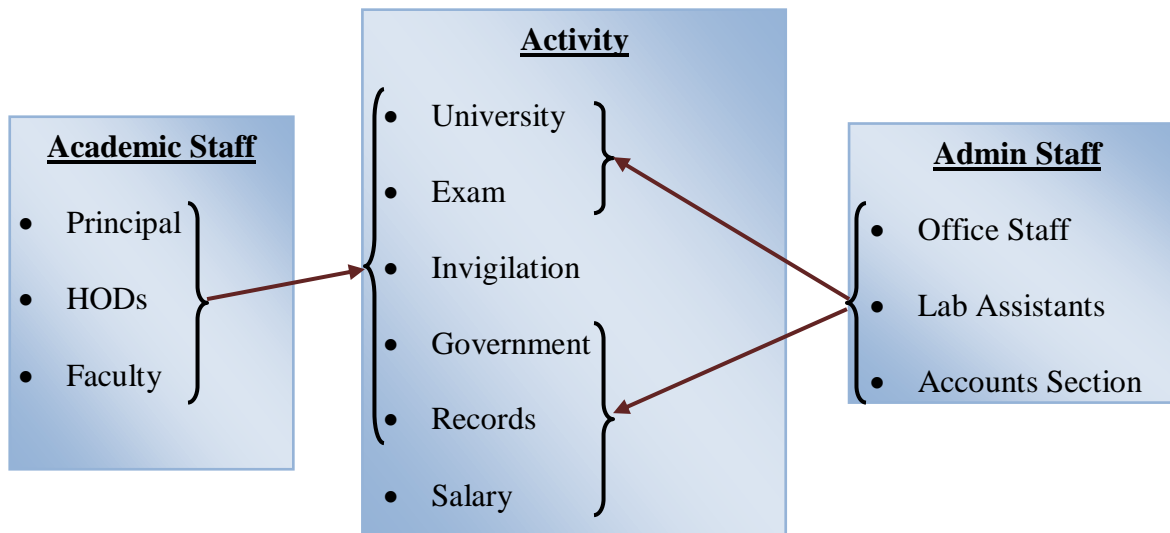 Academic Staff
• Principal
• HODs
• Faculty
Activity
• University
• Exam
• Invigilation
• Government
• Records
• Salary
Admin Staff
• Office Staff
• Lab Assistants
• Accounts Section